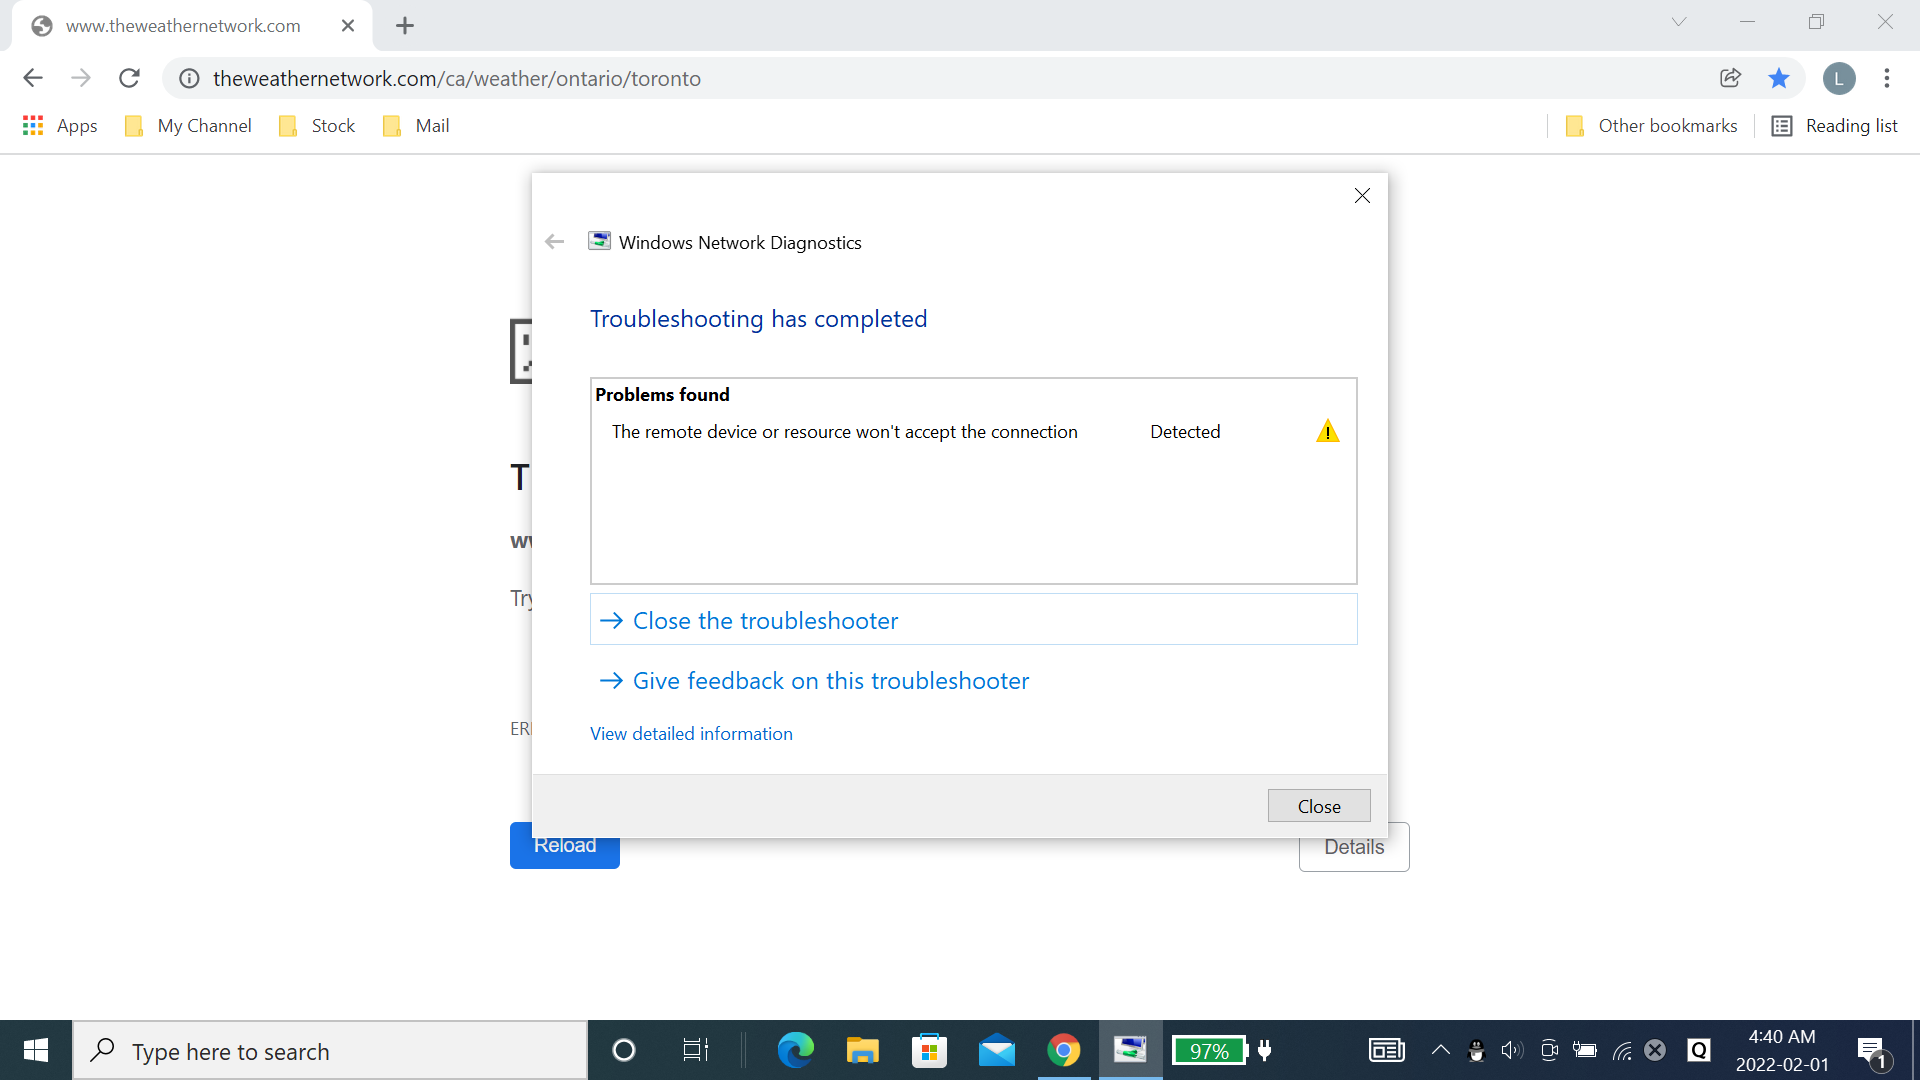 www.theweathernetwork.com
theweathernetwork.com/ca/weather/ontario/toronto
L
Apps
My Channel
Stock
Mail
Other bookmarks
Reading list
Windows Network Diagnostics
Troubleshooting has completed
Problems found
The remote device or resource won't accept the connection Detected
T
Try
Close the troubleshooter
Give feedback on this troubleshooter
View detailed information
Close
Reload
Details
Type here to search
97%
Q
4:40 AM
2022-02-01
1